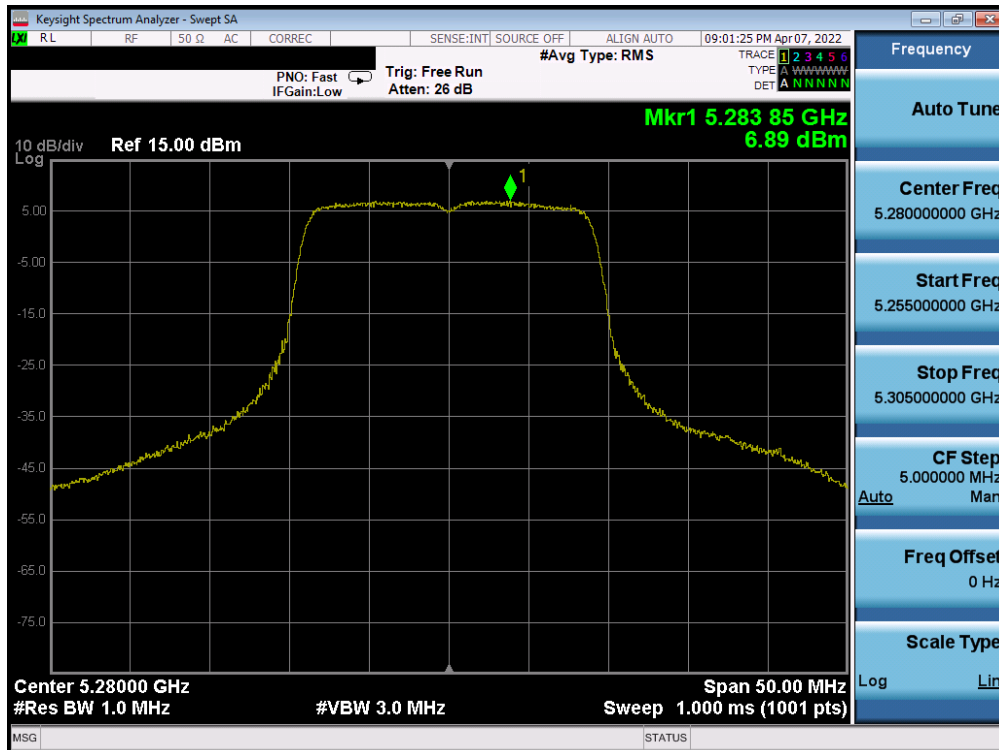 Keysight Spectrum Analyzer - Swept SA
LXI RL RF 50 Ω AC CORREC SENSE:INT SOURCE OFF ALIGN AUTO 09:01:25 PM Apr 07, 2022
Frequency
#Avg Type: RMS
TRACE 1 2 3 4 5 6
PNO: Fast
Trig: Free Run
TYPE A WWWWW
IFGain:Low
Atten: 26 dB
DET A N N N N N
Auto Tune
Mkr1 5.283 85 GHz
6.89 dBm
10 dB/div
Ref 15.00 dBm
Log
1
Center Freq
5.280000000 GHz
5.00
-5.00
Start Freq
5.255000000 GHz
-15.0
-25.0
Stop Freq
5.305000000 GHz
-35.0
-45.0
CF Step
5.000000 MHz
Auto Man
-55.0
-65.0
Freq Offset
0 Hz
-75.0
Scale Type
Log Lin
Center 5.28000 GHz
Span 50.00 MHz
#Res BW 1.0 MHz
#VBW 3.0 MHz
Sweep 1.000 ms (1001 pts)
MSG
STATUS